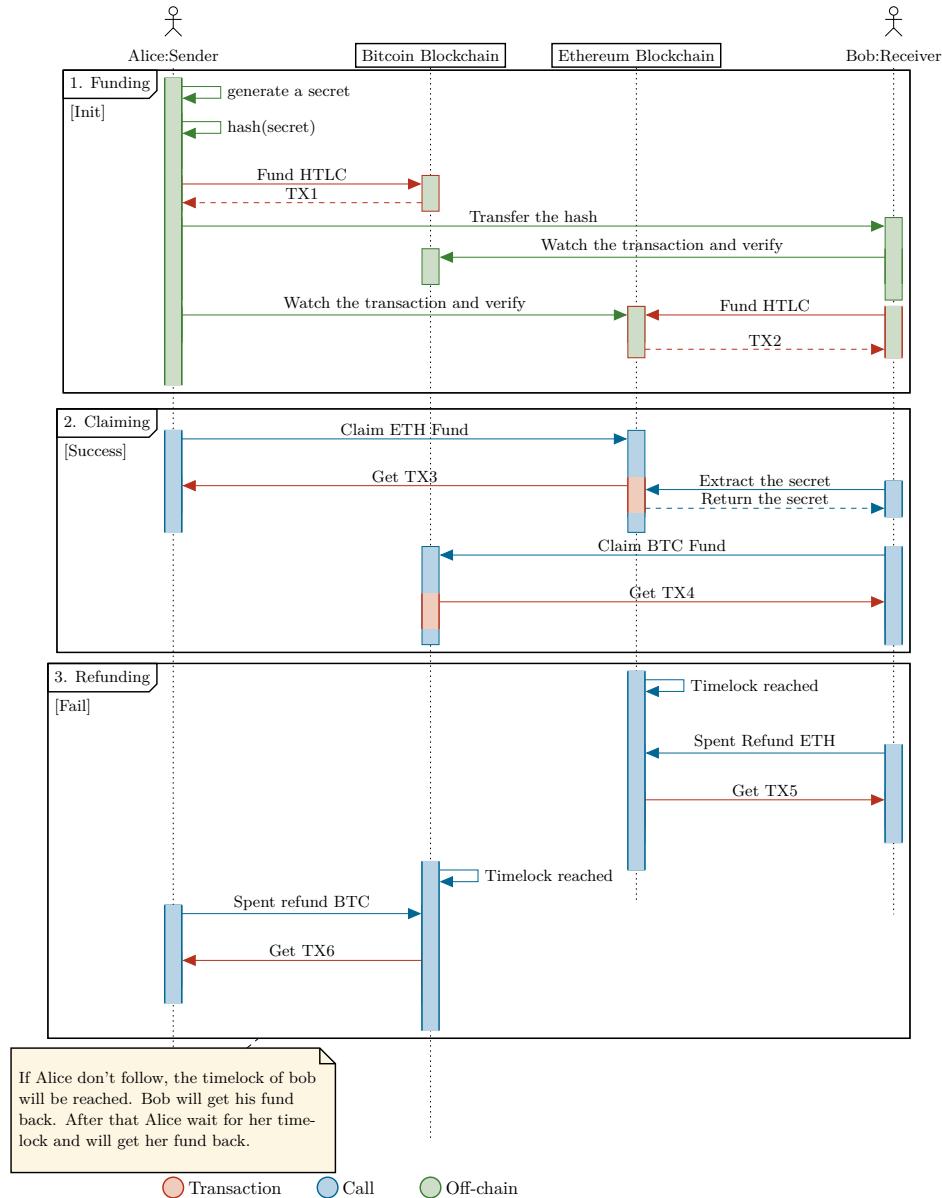 Alice:Sender
Bitcoin Blockchain
Ethereum Blockchain
Bob:Receiver
1. Funding
[Init]
generate a secret
hash(secret)
Fund HTLC
TX1
Transfer the hash
Watch the transaction and verify
Watch the transaction and verify
Fund HTLC
TX2
2. Claiming
[Success]
Claim ETH Fund
Get TX3
Extract the secret
Return the secret
Claim BTC Fund
Get TX4
3. Refunding
[Fail]
Timelock reached
Spent Refund ETH
Get TX5
Timelock reached
Spent refund BTC
Get TX6
If Alice don't follow, the timelock of bob
will be reached. Bob will get his fund
back. After that Alice wait for her time-
lock and will get her fund back.
Transaction
Call
Off-chain